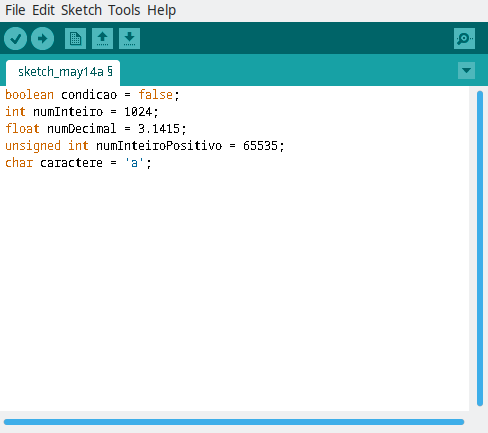 File Edit Sketch Tools Help
sketch_may14a §
boolean condicao = false;
int numInteiro = 1024;
float numDecimal = 3.1415;
unsigned int numInteiroPositivo = 65535;
char caractere = 'a';